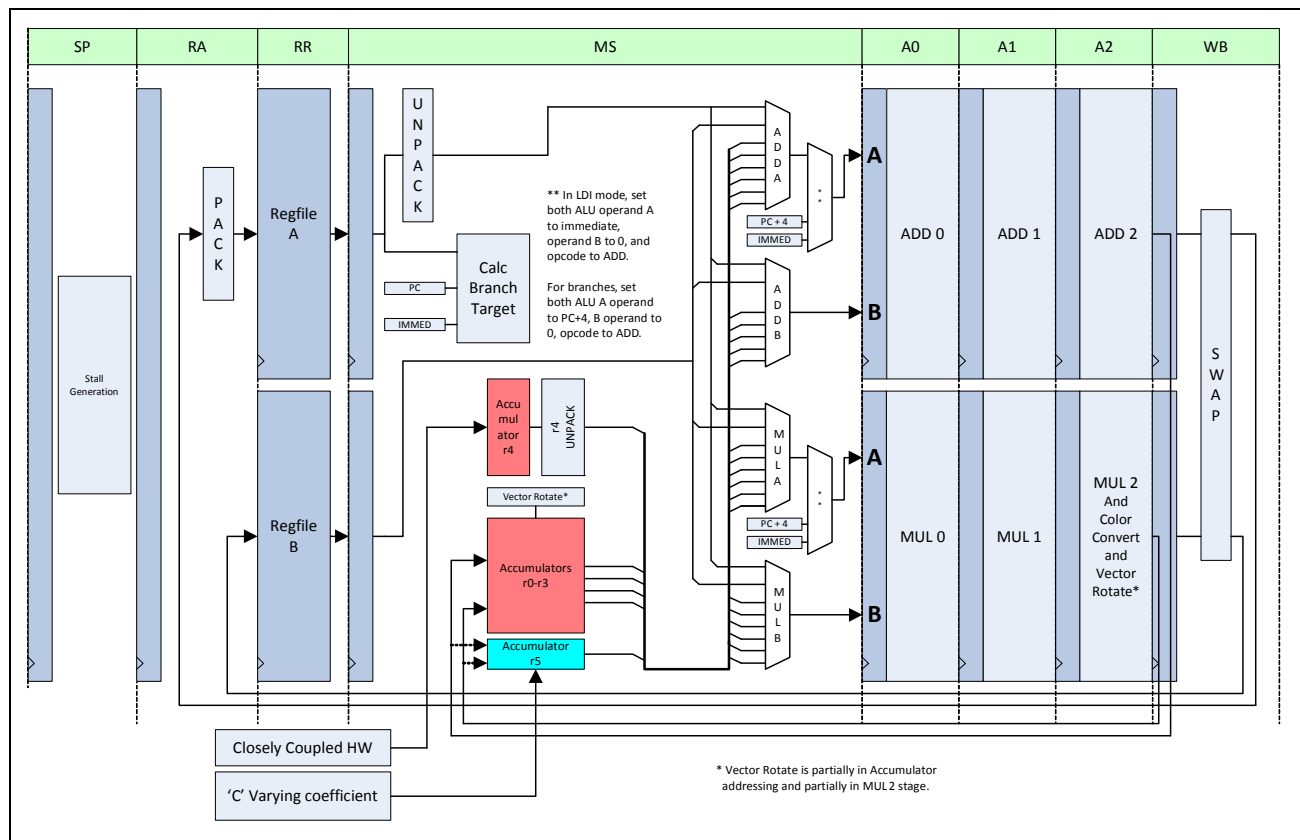 SP
RA
RR
MS
A0
A1
A2
WB
Stall
Generation
P
A
C
K
Regfile
A
Regfile
B
U
N
P
A
C
K
Calc
Branch
Target
PC
IMMED
** In LDI mode, set
both ALU operand A
to immediate,
operand B to 0, and
opcode to ADD.
For branches, set
both ALU A operand
to PC+4, B operand to
0, opcode to ADD.
Accu
mul
ator
r4
r4
UNPACK
Vector Rotate*
Accumulators
r0-r3
Accumulator
r5
A
D
D
A
PC + 4
IMMED
A
D
D
B
M
U
L
A
PC + 4
IMMED
M
U
L
B
A
B
A
B
ADD 0
ADD 1
ADD 2
MUL 0
MUL 1
MUL 2
And
Color
Convert
and
Vector
Rotate*
S
W
A
P
Closely Coupled HW
‘C’ Varying coefficient
* Vector Rotate is partially in Accumulator
addressing and partially in MUL 2 stage.